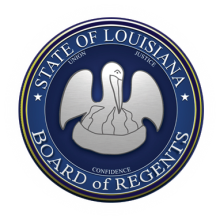 STATE OF LOUISIANA
UNION
JUSTICE
CONFIDENCE
BOARD of REGENTS